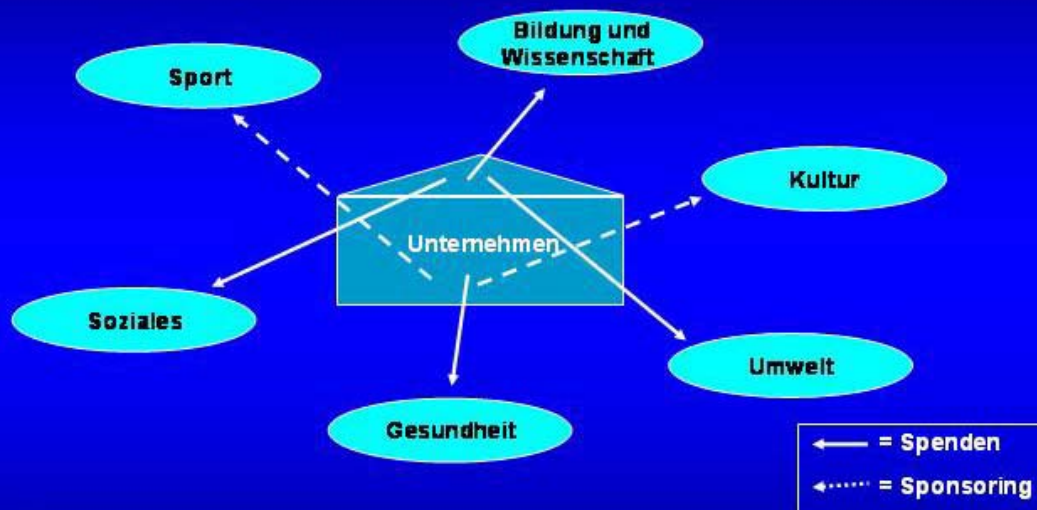 Bildung und
Wissenschaft
Sport
Kultur
Unternehmen
Soziales
Umwelt
Gesundheit
= Spenden
= Sponsoring